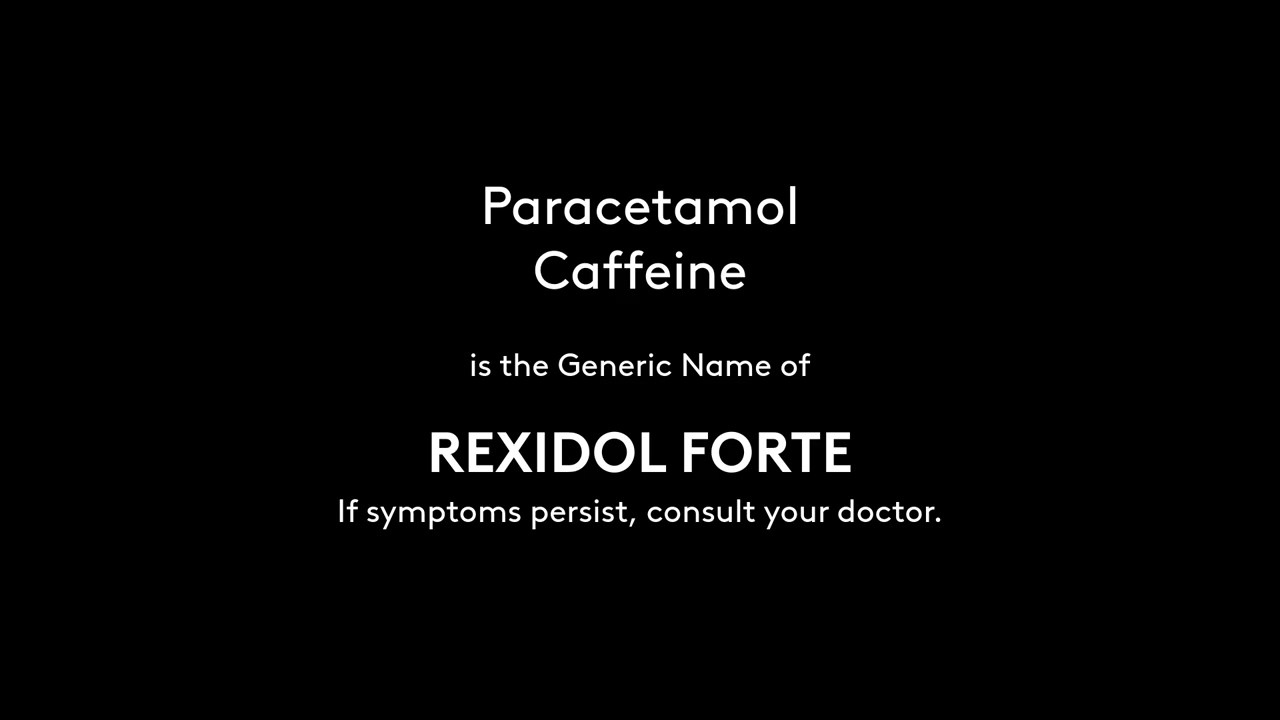 Paracetamol
Caffeine
is the Generic Name of
REXIDOL FORTE
If symptoms persist, consult your doctor.